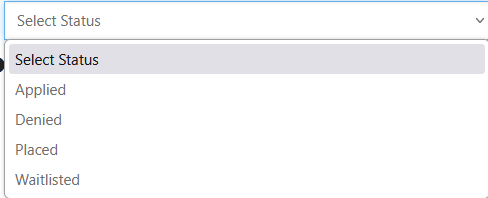 Select Status
Select Status
Applied
Denied
Placed
Waitlisted